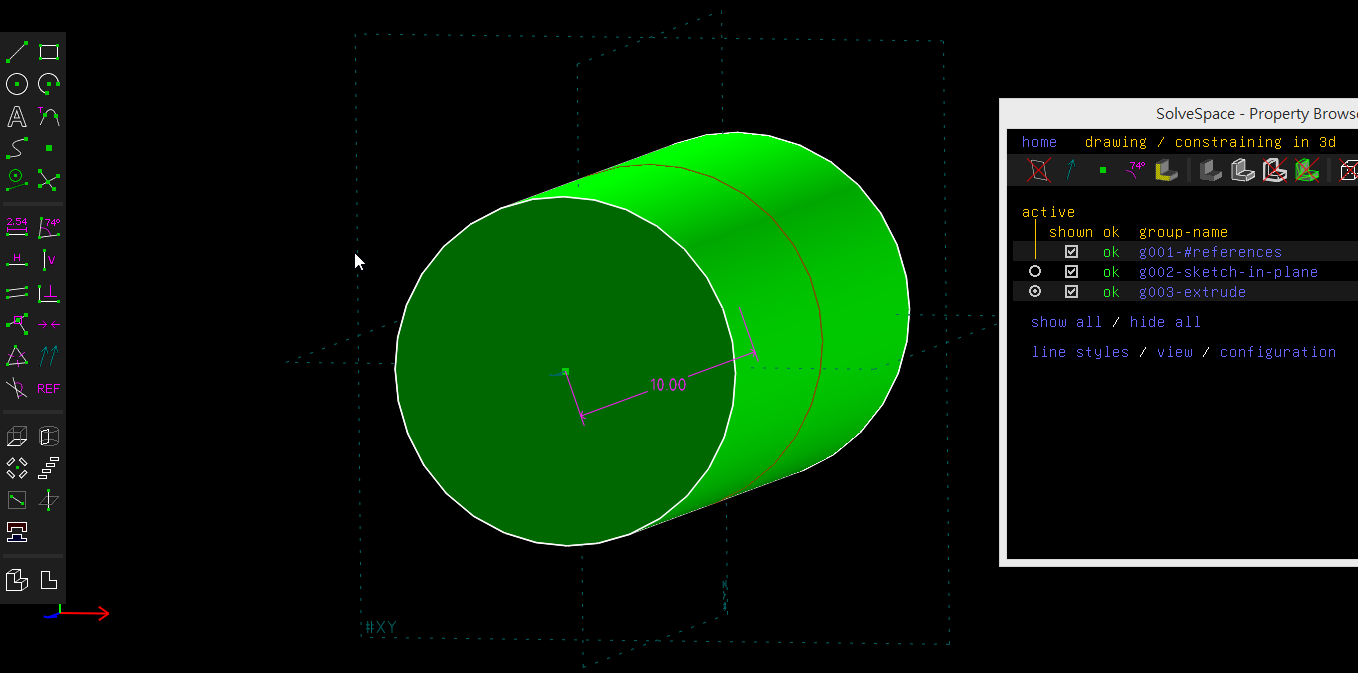 SolveSpace - Property Browse
home drawing / constraining in 3d
74°
active
shown ok group-name
ok g001-#references
ok g002-sketch-in-plane
ok g003-extrude
show all / hide all
line styles / view / configuration
A T
2.54 74°
H V
REF
10.00
#XY